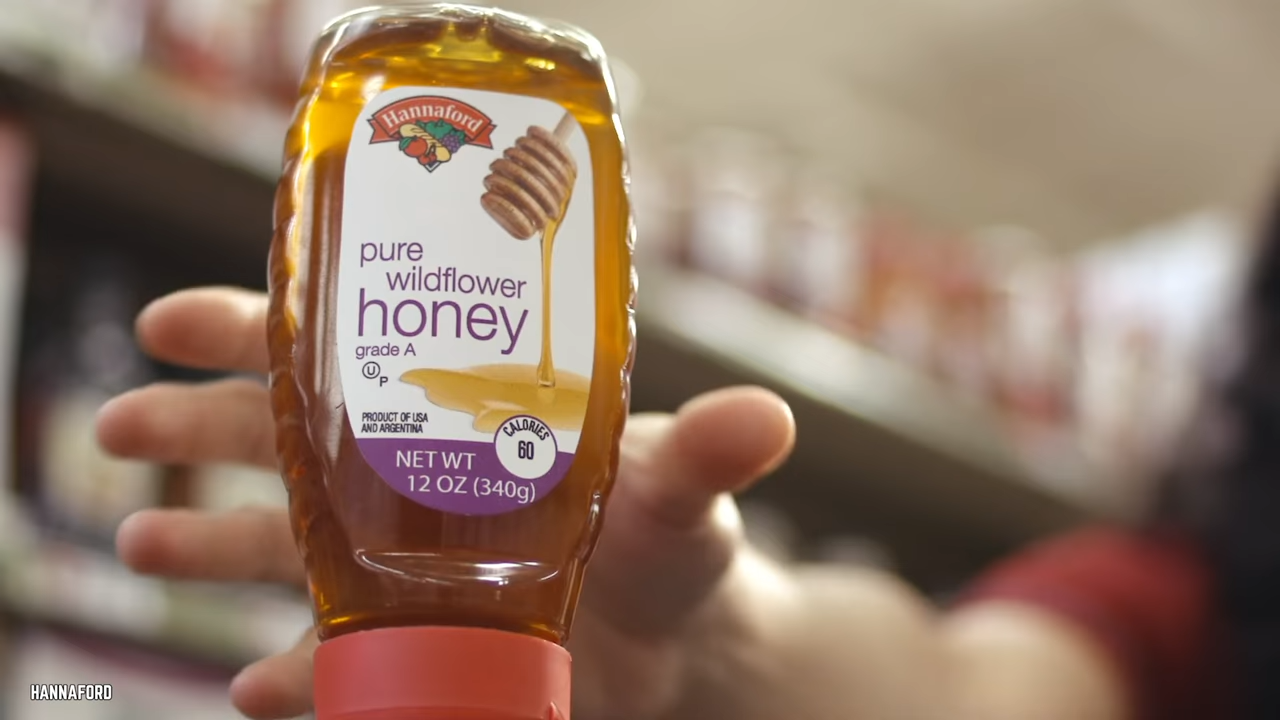 Hannaford
pure
wildflower
honey
grade A
U
P
PRODUCT OF USA
AND ARGENTINA
CALORIES
60
NET WT
12 OZ (340g)
HANNAFORD